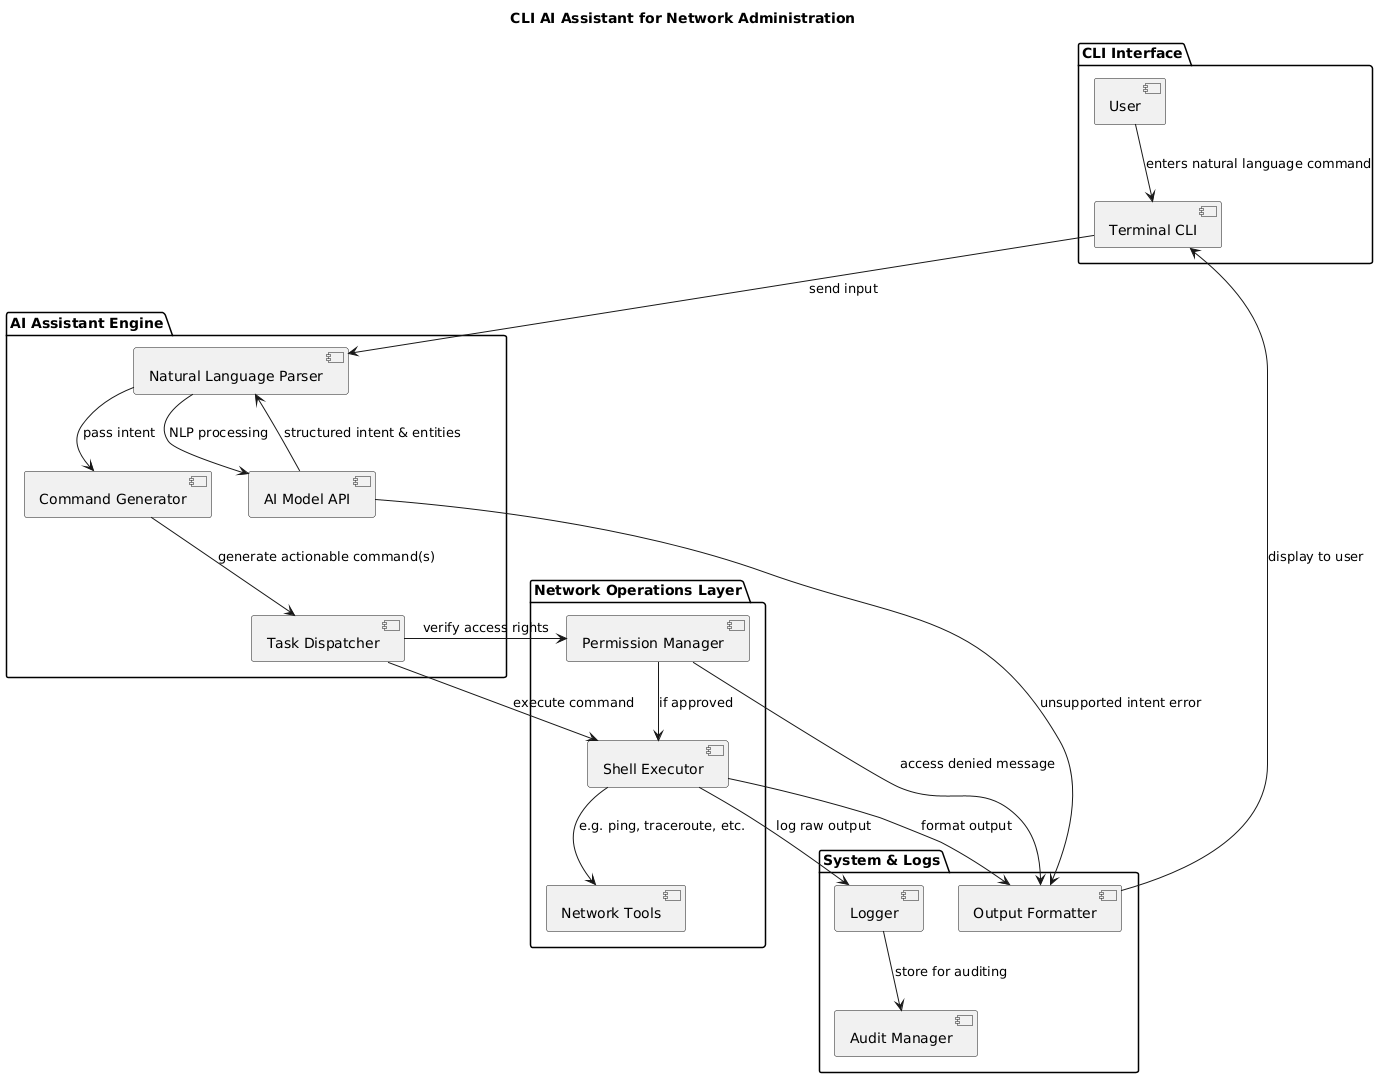 CLI AI Assistant for Network Administration
CLI Interface
User
enters natural language command
Terminal CLI
send input
AI Assistant Engine
Natural Language Parser
pass intent
NLP processing
structured intent & entities
Command Generator
AI Model API
generate actionable command(s)
display to user
Network Operations Layer
Task Dispatcher
verify access rights
Permission Manager
execute command
if approved
unsupported intent error
Shell Executor
access denied message
e.g. ping, traceroute, etc.
log raw output
format output
System & Logs
Network Tools
Logger
Output Formatter
store for auditing
Audit Manager